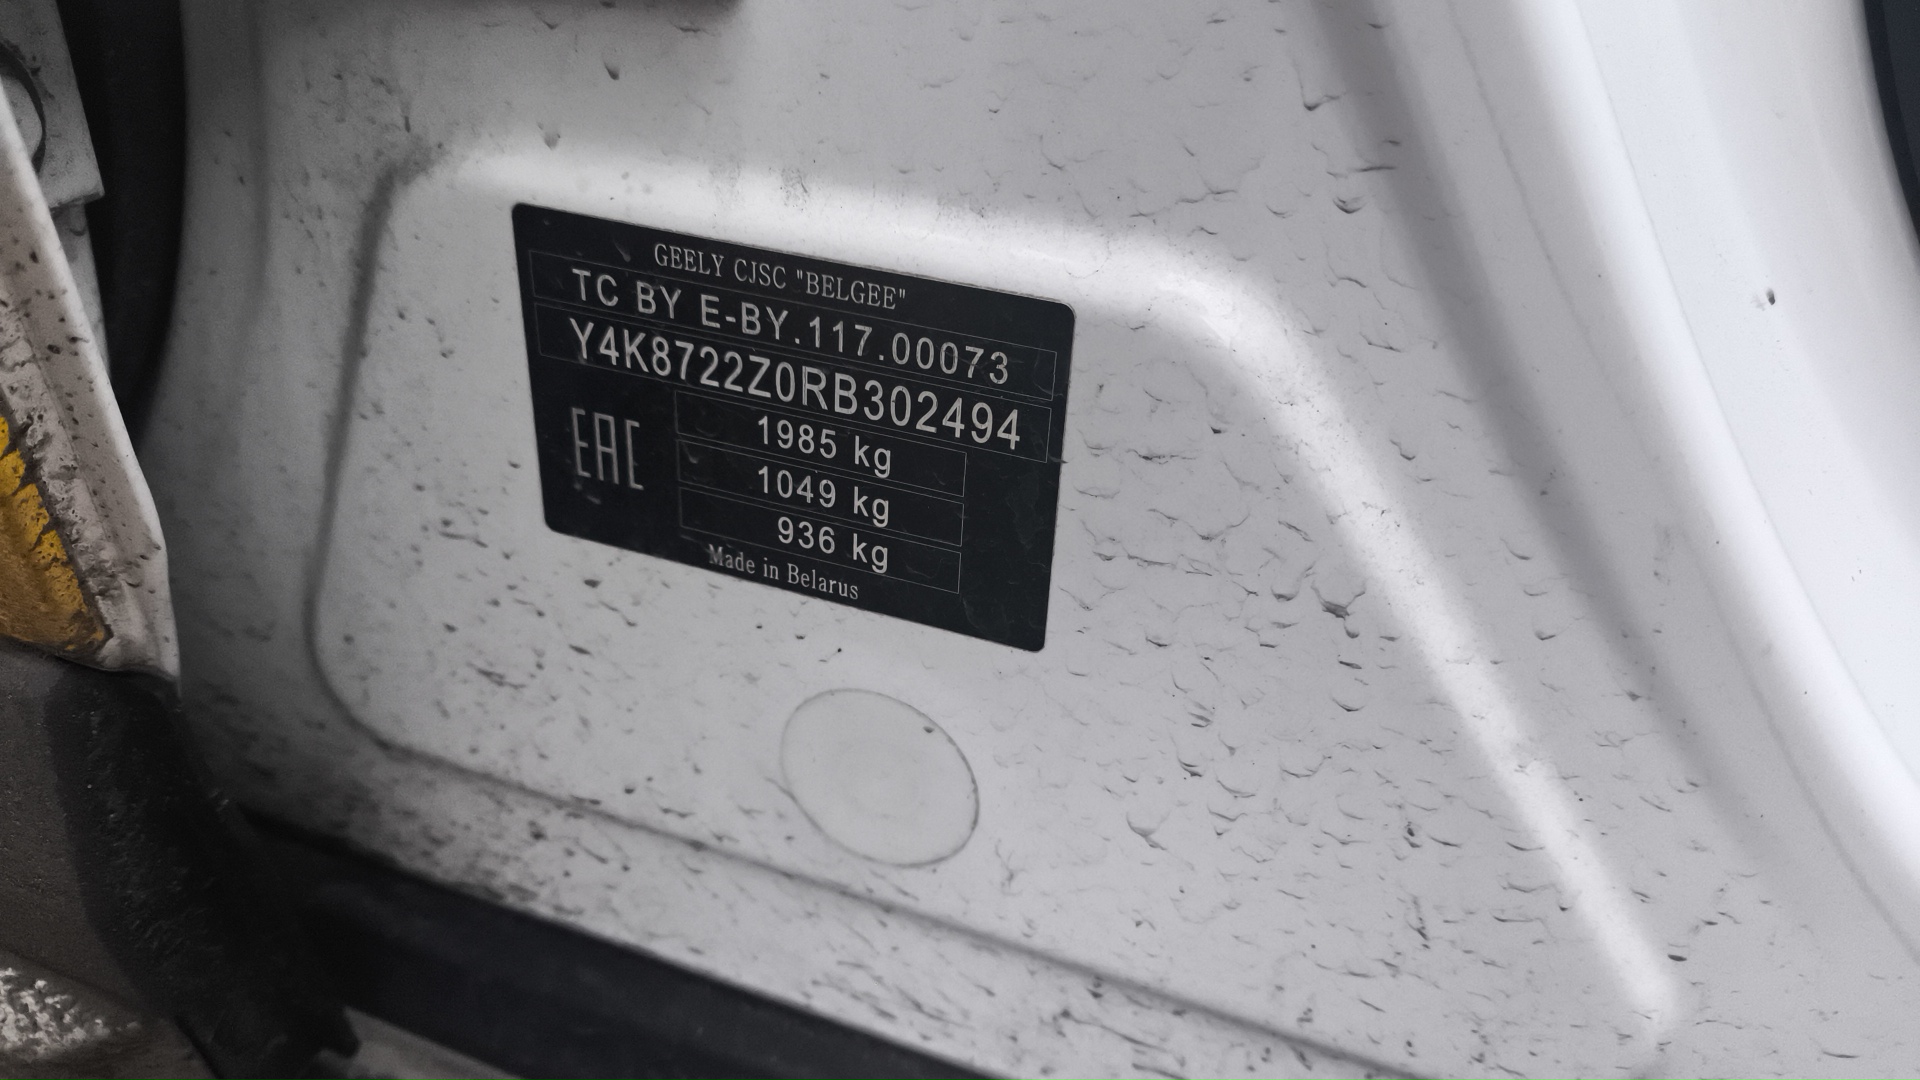 GEELY CJSC "BELGEE"
TC BY E-BY.117.00073
Y4K8722Z0RB302494
EAC
1985 kg
1049 kg
936 kg
Made in Belarus